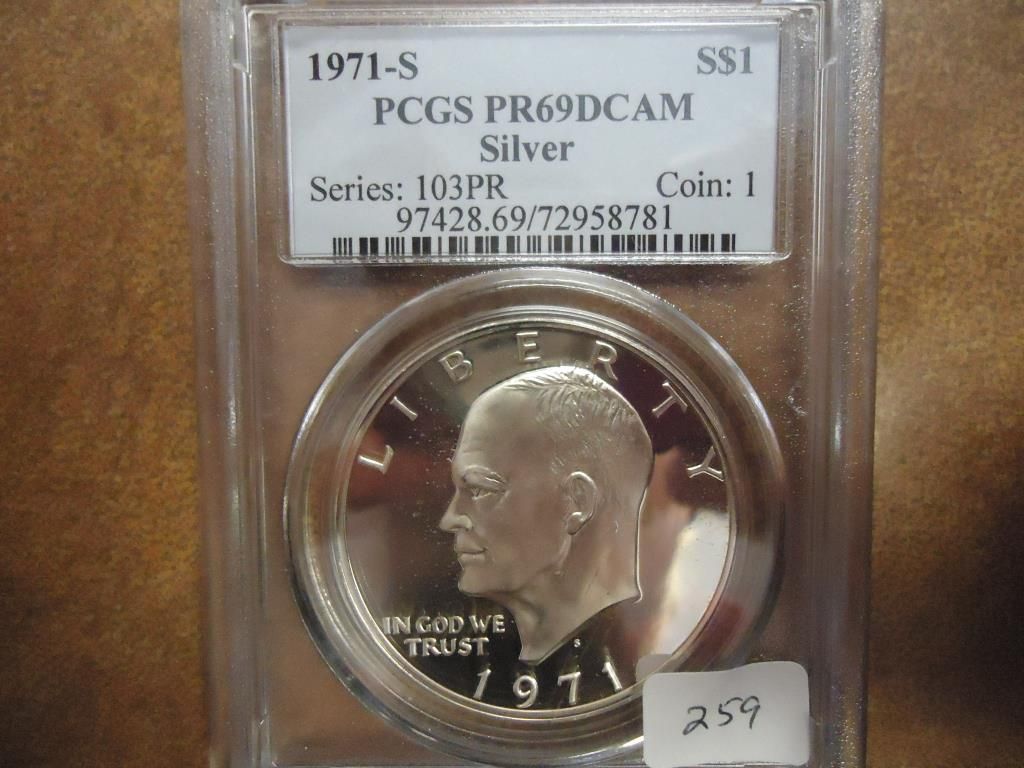 1971-S S$1
PCGS PR69DCAM
Silver
Series: 103PR Coin: 1
97428.69/72958781
LIBERTY
IN GOD WE
TRUST
S
1971
259